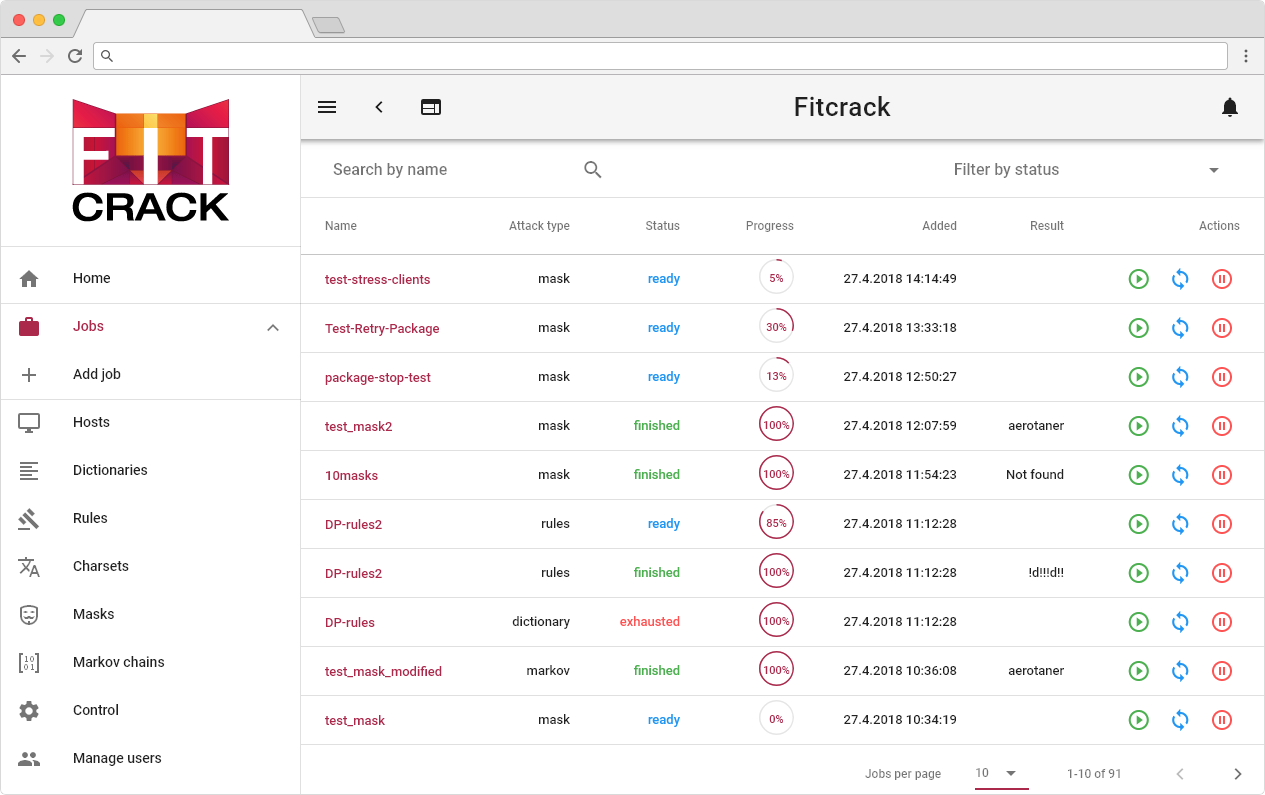 Fitcrack
FIT
CRACK
Home
Jobs
Add job
Hosts
Dictionaries
Rules
Charsets
Masks
Markov chains
Control
Manage users
Search by name
Filter by status
Name Attack type Status Progress Added Result Actions
test-stress-clients mask ready 5% 27.4.2018 14:14:49
Test-Retry-Package mask ready 30% 27.4.2018 13:33:18
package-stop-test mask ready 13% 27.4.2018 12:50:27
test_mask2 mask finished 100% 27.4.2018 12:07:59 aerotaner
10masks mask finished 100% 27.4.2018 11:54:23 Not found
DP-rules2 rules ready 85% 27.4.2018 11:12:28
DP-rules2 rules finished 100% 27.4.2018 11:12:28 !d!!!d!!
DP-rules dictionary exhausted 100% 27.4.2018 11:12:28
test_mask_modified markov finished 100% 27.4.2018 10:36:08 aerotaner
test_mask mask ready 0% 27.4.2018 10:34:19
Jobs per page 10 1-10 of 91